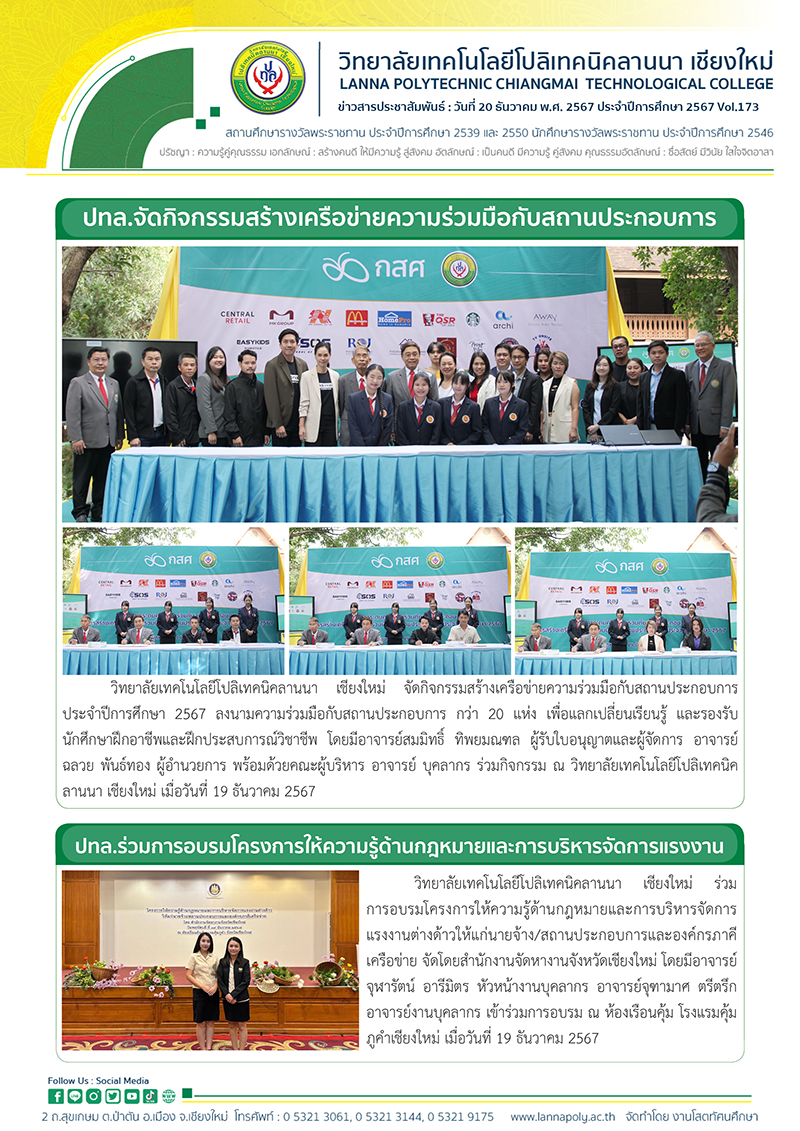 วิทยาลัยเทคโนโลยีโปลิเทคนิคลานนา เชียงใหม่
LANNA POLYTECHNIC CHIANGMAI TECHNOLOGICAL COLLEGE
ข่าวสารประชาสัมพันธ์ : วันที่ 20 ธันวาคม พ.ศ. 2567 ประจำปีการศึกษา 2567 Vol.173
สถานศึกษารางวัลพระราชทาน ประจำปีการศึกษา 2539 และ 2550 นักศึกษารางวัลพระราชทาน ประจำปีการศึกษา 2546
ปรัชญา : ความรู้คู่คุณธรรม เอกลักษณ์ : สร้างคนดี ให้มีความรู้ สู่สังคม อัตลักษณ์ : เป็นคนดี มีความรู้ คู่สังคม คุณธรรมอัตลักษณ์ : ซื่อสัตย์ มีวินัย ใส่ใจจิตอาสา
ปทล.จัดกิจกรรมสร้างเครือข่ายความร่วมมือกับสถานประกอบการ
กสศ
CENTRAL RETAIL
MK GROUP
HomePro
QSR
archi
AWAY
EASYKIDS
SOS
กสศ
กสศ
กสศ
วิทยาลัยเทคโนโลยีโปลิเทคนิคลานนา เชียงใหม่ จัดกิจกรรมสร้างเครือข่ายความร่วมมือกับสถานประกอบการ
ประจำปีการศึกษา 2567 ลงนามความร่วมมือกับสถานประกอบการ กว่า 20 แห่ง เพื่อแลกเปลี่ยนเรียนรู้ และรองรับ
นักศึกษาฝึกอาชีพและฝึกประสบการณ์วิชาชีพ โดยมีอาจารย์สมมิทธิ์ ทิพยมณฑล ผู้รับใบอนุญาตและผู้จัดการ อาจารย์
ฉลวย พันธ์ทอง ผู้อำนวยการ พร้อมด้วยคณะผู้บริหาร อาจารย์ บุคลากร ร่วมกิจกรรม ณ วิทยาลัยเทคโนโลยีโปลิเทคนิค
ลานนา เชียงใหม่ เมื่อวันที่ 19 ธันวาคม 2567
ปทล.ร่วมการอบรมโครงการให้ความรู้ด้านกฎหมายและการบริหารจัดการแรงงาน
วิทยาลัยเทคโนโลยีโปลิเทคนิคลานนา เชียงใหม่ ร่วม
การอบรมโครงการให้ความรู้ด้านกฎหมายและการบริหารจัดการ
แรงงานต่างด้าวให้แก่นายจ้าง/สถานประกอบการและองค์กรภาคี
เครือข่าย จัดโดยสำนักงานจัดหางานจังหวัดเชียงใหม่ โดยมีอาจารย์
จุฬารัตน์ อารีมิตร หัวหน้างานบุคลากร อาจารย์จุฑามาศ ตรีตรึก
อาจารย์งานบุคลากร เข้าร่วมการอบรม ณ ห้องเรือนคุ้ม โรงแรมคุ้ม
ภูคำเชียงใหม่ เมื่อวันที่ 19 ธันวาคม 2567
Follow Us : Social Media
2 ถ.สุขเกษม ต.ป่าตัน อ.เมือง จ.เชียงใหม่ โทรศัพท์ : 0 5321 3061, 0 5321 3144, 0 5321 9175 www.lannapoly.ac.th จัดทำโดย งานโสตทัศนศึกษา